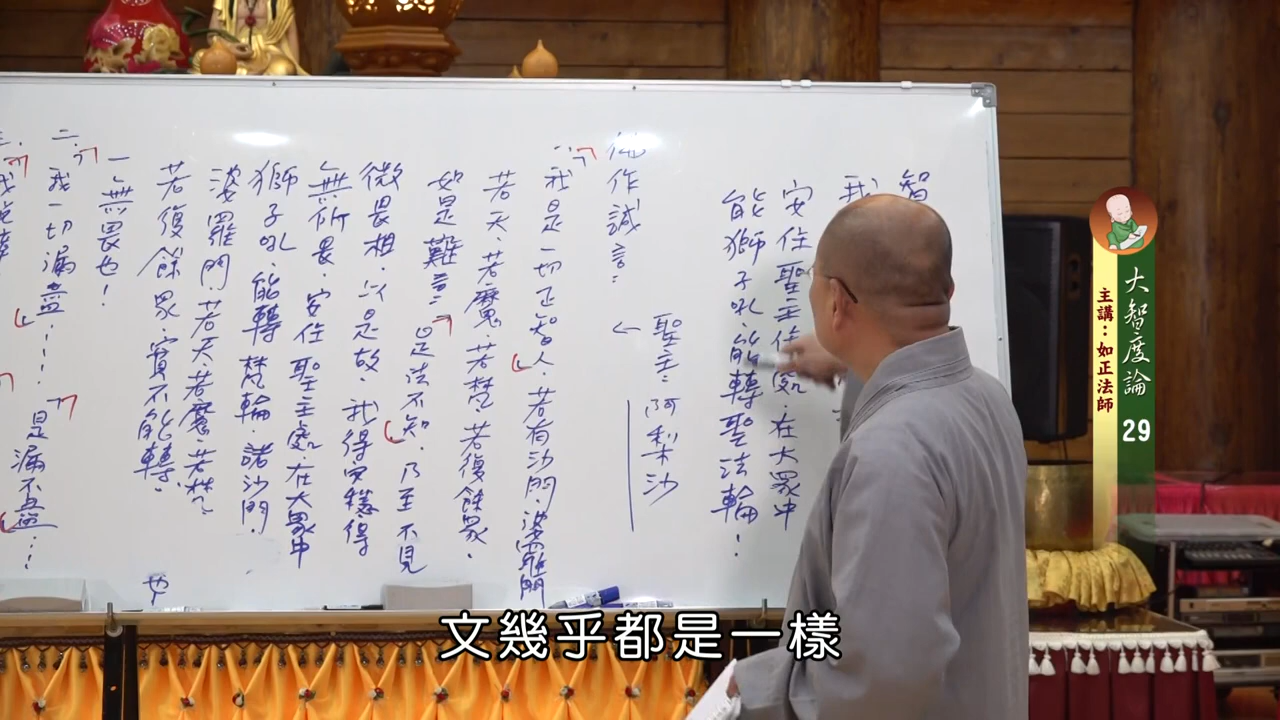 智
我
安住聖主住處．在大眾中
能獅子吼．能轉聖法輪！
聖主：阿梨沙
←
佛作誠言：
一、「我是一切正智人」．若有沙門．婆羅門
若天．若魔．若梵．若復餘眾．
如是難言：「是法不知」．乃至不見
微畏相．以是故．我得安穩得
無所畏．安住聖主處在大眾中
獅子吼．能轉梵輪．諸沙門．
婆羅門若天．若魔．若梵．
若復餘眾．實不能轉．
一無畏也！
二、「我一切漏盡」…．「是漏不盡…
三、「我說障
也
大智度論
29
主講：如正法師
文幾乎都是一樣